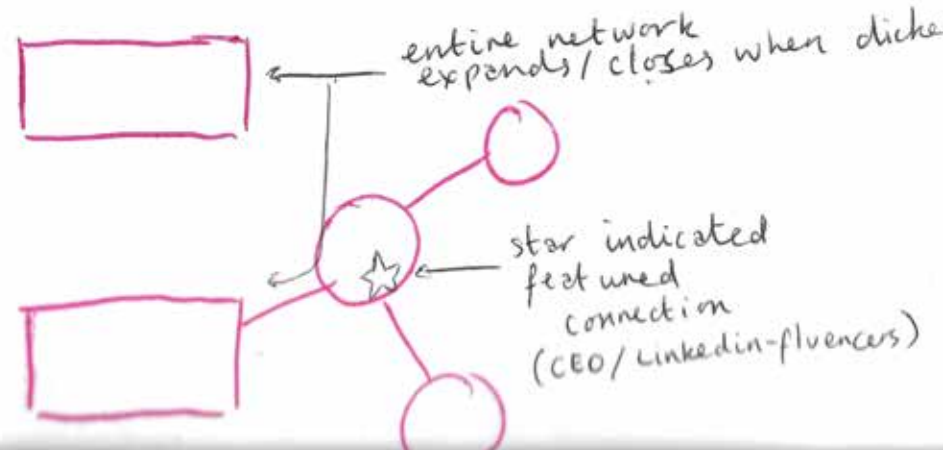 entire network
expands/closes when clicke
star indicated
featured
connection
(CEO/Linkedin-fluencers)